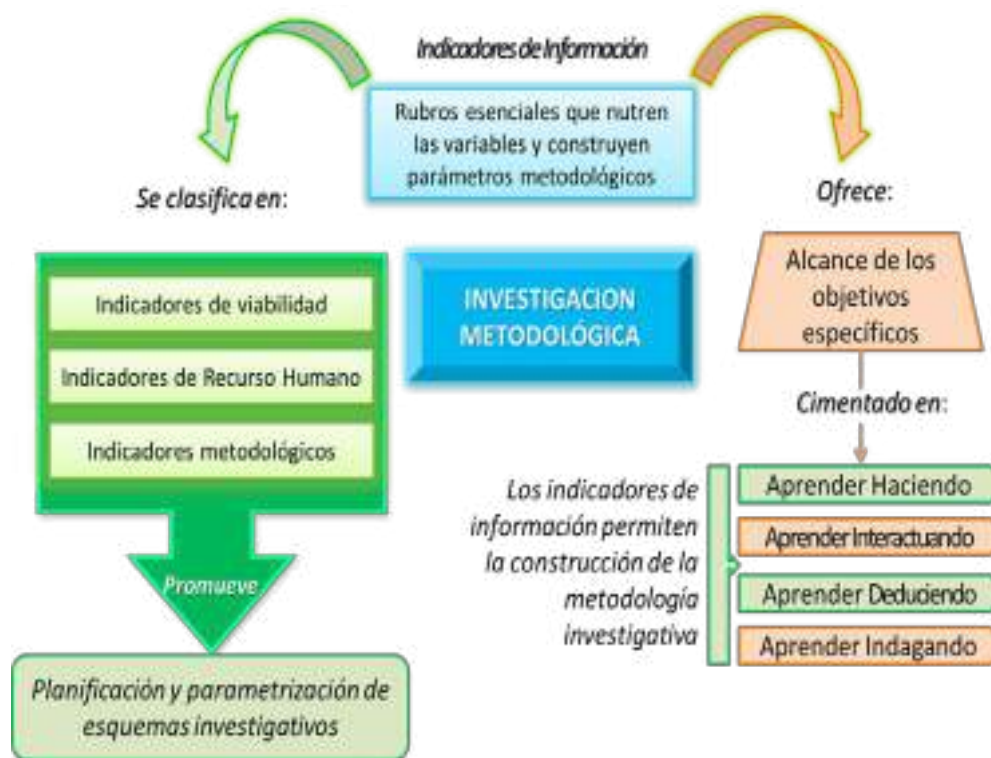 Indicadores de Información
Rubros esenciales que nutren
las variables y construyen
parámetros metodológicos
Se clasifica en:
Ofrece:
Indicadores de viabilidad
Indicadores de Recurso Humano
Indicadores metodológicos
INVESTIGACION
METODOLÓGICA
Alcance de los
objetivos
específicos
Cimentado en:
Los indicadores de
información permiten
la construcción de la
metodología
investigativa
Aprender Haciendo
Aprender Interactuando
Aprender Deduciendo
Aprender Indagando
Promueve
Planificación y parametrización de
esquemas investigativos